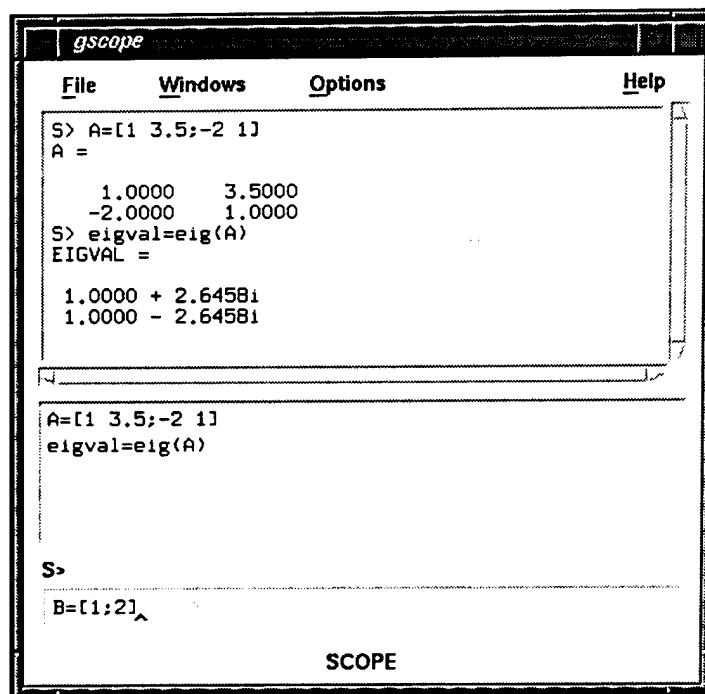 gscope
File Windows Options Help
S> A=[1 3.5;-2 1]
A =
1.0000 3.5000
-2.0000 1.0000
S> eigval=eig(A)
EIGVAL =
1.0000 + 2.6458i
1.0000 - 2.6458i
A=[1 3.5;-2 1]
eigval=eig(A)
S>
B=[1;2]^
SCOPE